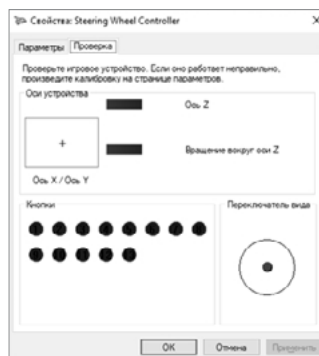 Свойства: Steering Wheel Controller
Параметры Проверка
Проверьте игровое устройство. Если оно работает неправильно,
произведите калибровку на странице параметров.
Оси устройства
Ось Z
Вращение вокруг оси Z
Ось X / Ось Y
Кнопки
Переключатель вида
OK Отмена Применить